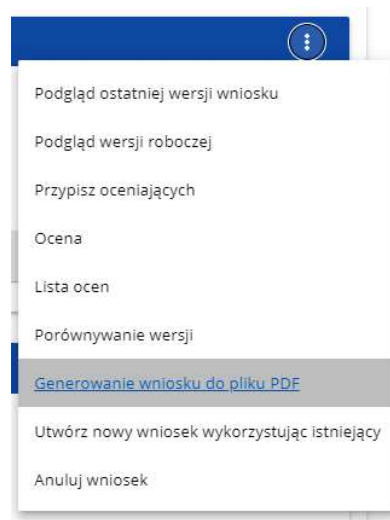 Podgląd ostatniej wersji wniosku
Podgląd wersji roboczej
Przypisz oceniających
Ocena
Lista ocen
Porównywanie wersji
Generowanie wniosku do pliku PDF
Utwórz nowy wniosek wykorzystując istniejący
Anuluj wniosek